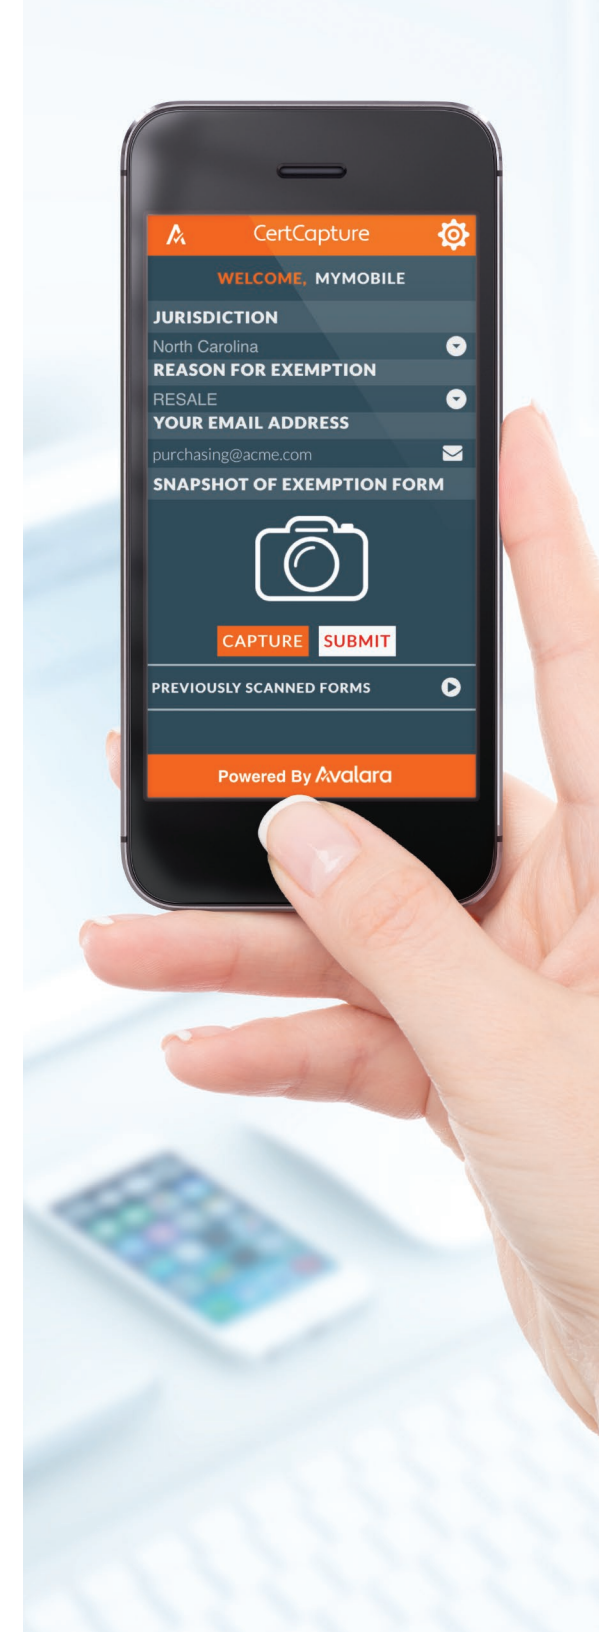 CertCapture
WELCOME, MYMOBILE
JURISDICTION
North Carolina
REASON FOR EXEMPTION
RESALE
YOUR EMAIL ADDRESS
purchasing@acme.com
SNAPSHOT OF EXEMPTION FORM
CAPTURE SUBMIT
PREVIOUSLY SCANNED FORMS
Powered By Avalara